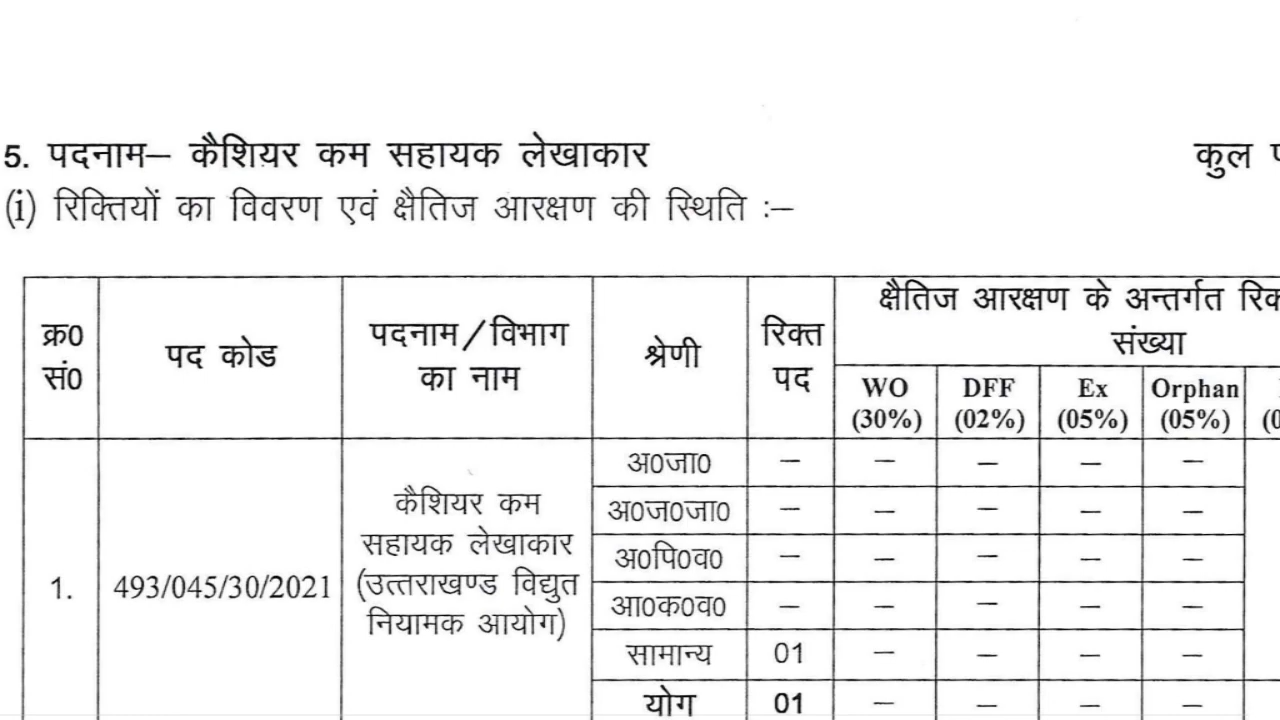 5. पदनाम– कैशियर कम सहायक लेखाकार
कुल
(i) रिक्तियों का विवरण एवं क्षैतिज आरक्षण की स्थिति :–
क्र0 सं0
पद कोड
पदनाम/विभाग का नाम
श्रेणी
रिक्त पद
क्षैतिज आरक्षण के अन्तर्गत
संख्या
WO (30%)
DFF (02%)
Ex (05%)
Orphan (05%)
1.
493/045/30/2021
कैशियर कम
सहायक लेखाकार
(उत्तराखण्ड विद्युत
नियामक आयोग)
अ0जा0 – – – – –
अ0ज0जा0 – – – – –
अ0पि0व0 – – – – –
आ0क0व0 – – – – –
सामान्य 01 – – – –
योग 01 – – – –